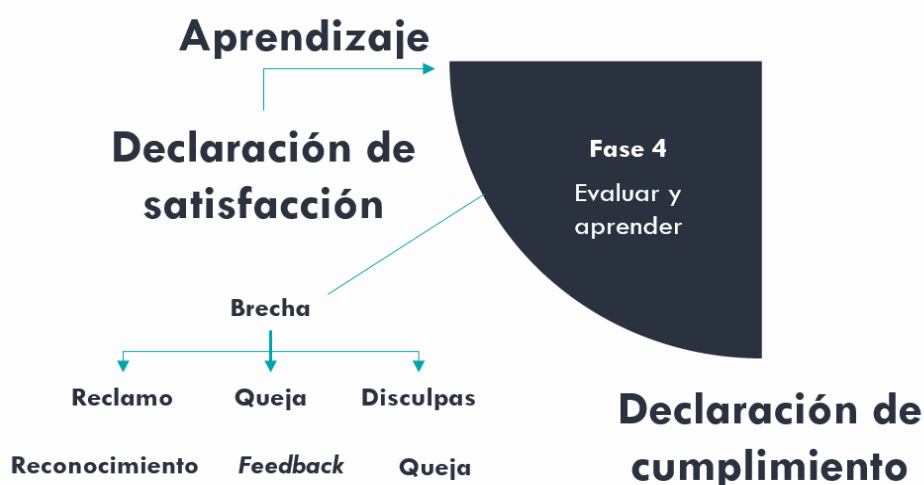 Aprendizaje
Declaración de
satisfacción
Fase 4
Evaluar y
aprender
Brecha
Reclamo
Queja
Disculpas
Reconocimiento
Feedback
Queja
Declaración de
cumplimiento